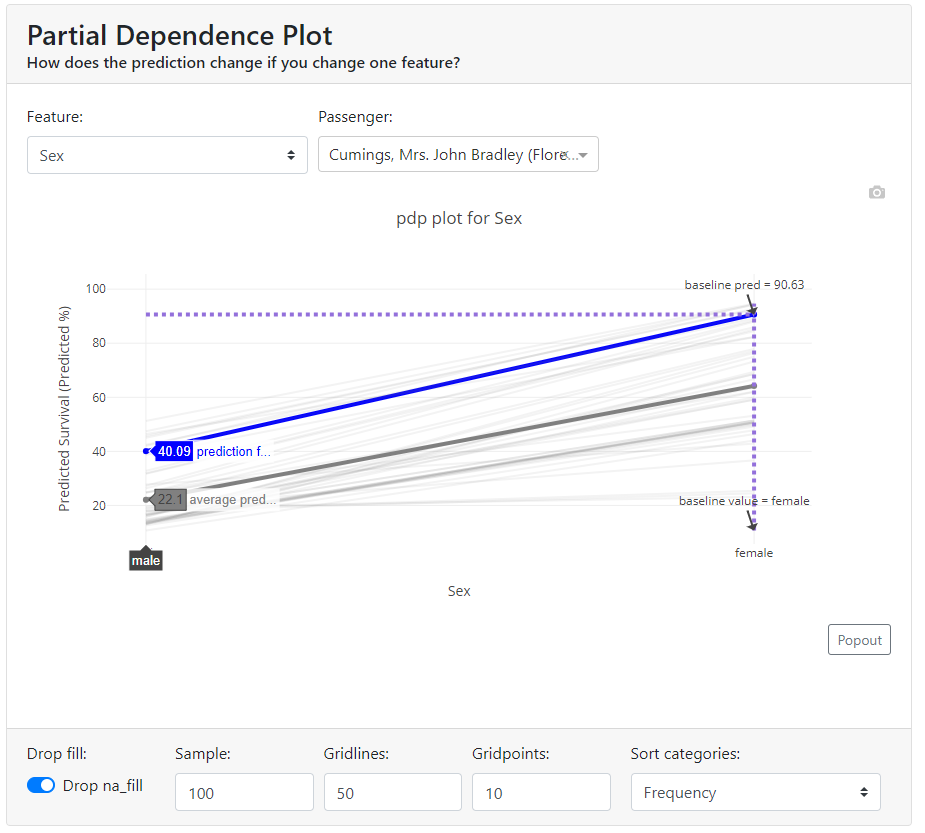 Partial Dependence Plot
How does the prediction change if you change one feature?
Feature:
Passenger:
Sex
Cumings, Mrs. John Bradley (Flore...
pdp plot for Sex
baseline pred = 90.63
100
80
60
40
20
Predicted Survival (Predicted %)
40.09 prediction f...
22.1 average pred...
baseline value = female
male
female
Sex
Popout
Drop fill:
Sample:
Gridlines:
Gridpoints:
Sort categories:
Drop na_fill
100
50
10
Frequency